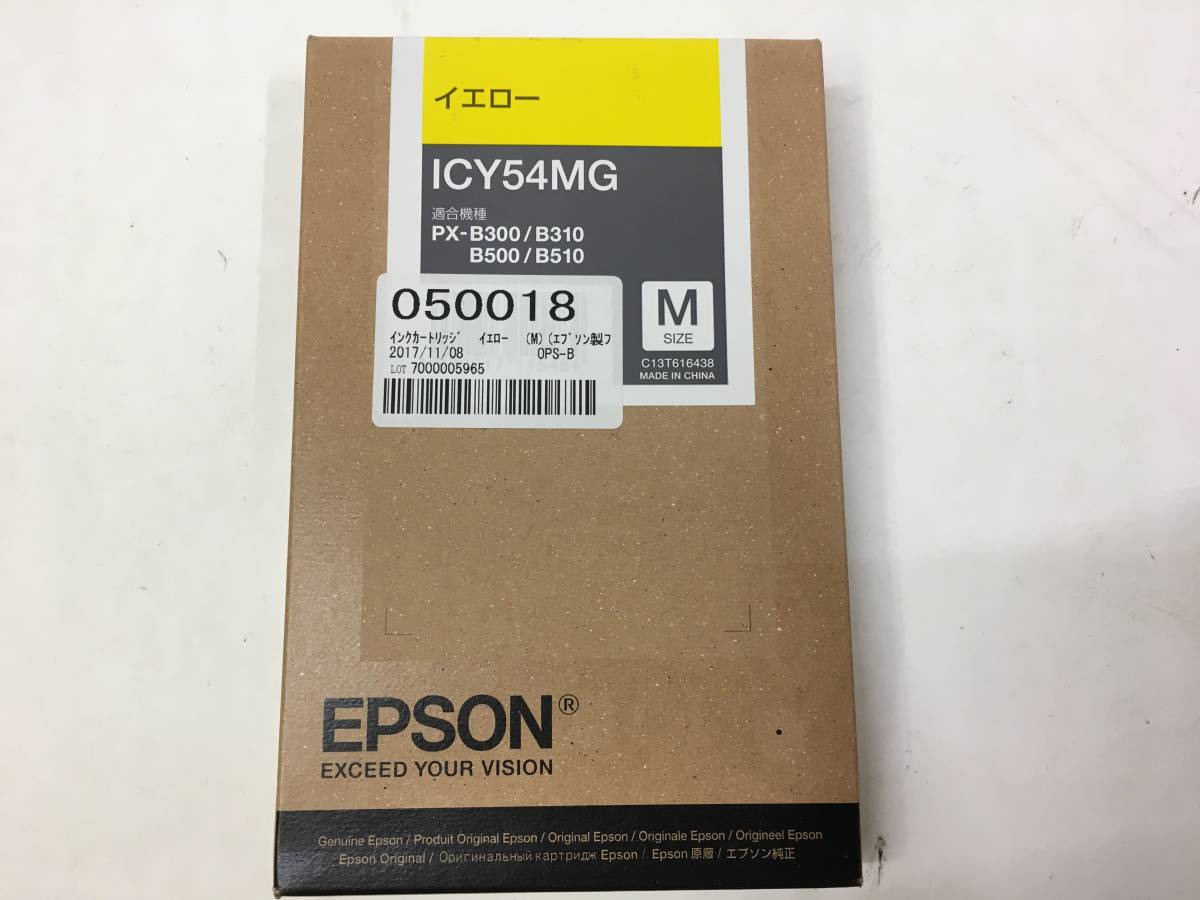 イエロー
ICY54MG
適合機種
PX-B300/B310
B500/B510
050018
インクカートリッジ イエロー (M)(エプソン製フ
2017/11/08 OPS-B
LOT 7000005965
M
SIZE
C13T616438
MADE IN CHINA
EPSON®
EXCEED YOUR VISION
Genuine Epson / Produit Original Epson / Original Epson / Originale Epson / Origineel Epson
Epson Original / Оригинальный картридж Epson / Epson 原廠 / エプソン純正